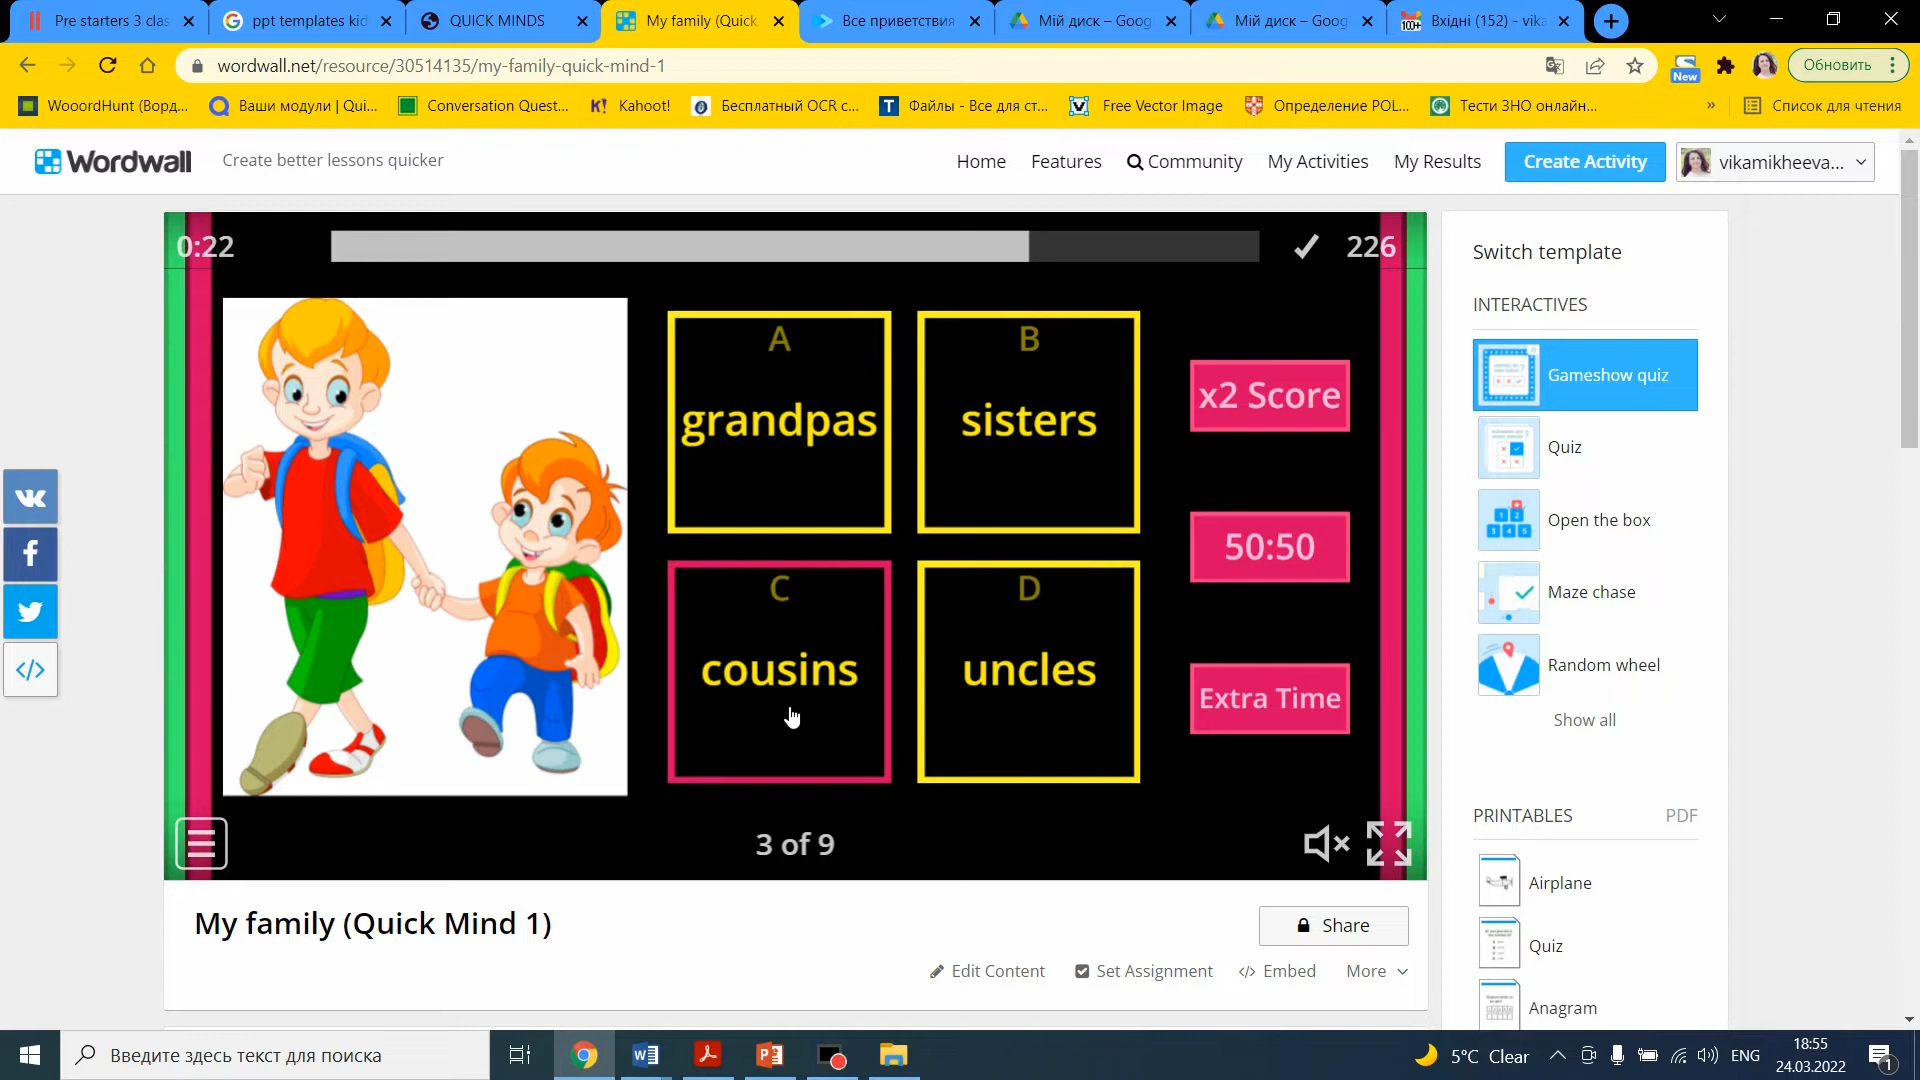 Pre starters 3 clas
ppt templates kid
QUICK MINDS
My family (Quick
Все приветствия
Мій диск – Goog
Мій диск – Goog
Вхідні (152) - vika
wordwall.net/resource/30514135/my-family-quick-mind-1
New
Обновить
WooordHunt (Ворд...
Ваши модули | Qui...
Conversation Quest...
Kahoot!
Бесплатный OCR с...
Файлы - Все для ст...
Free Vector Image
Определение POL...
Тести ЗНО онлайн...
»
Список для чтения
Wordwall
Create better lessons quicker
Home
Features
Community
My Activities
My Results
Create Activity
vikamikheeva...
0:22
226
A
grandpas
B
sisters
C
cousins
D
uncles
x2 Score
50:50
Extra Time
3 of 9
My family (Quick Mind 1)
Share
Edit Content
Set Assignment
Embed
More
Switch template
INTERACTIVES
Gameshow quiz
Quiz
Open the box
Maze chase
Random wheel
Show all
PRINTABLES
PDF
Airplane
Quiz
Anagram
Введите здесь текст для поиска
5°C Clear
ENG
18:55
24.03.2022
1